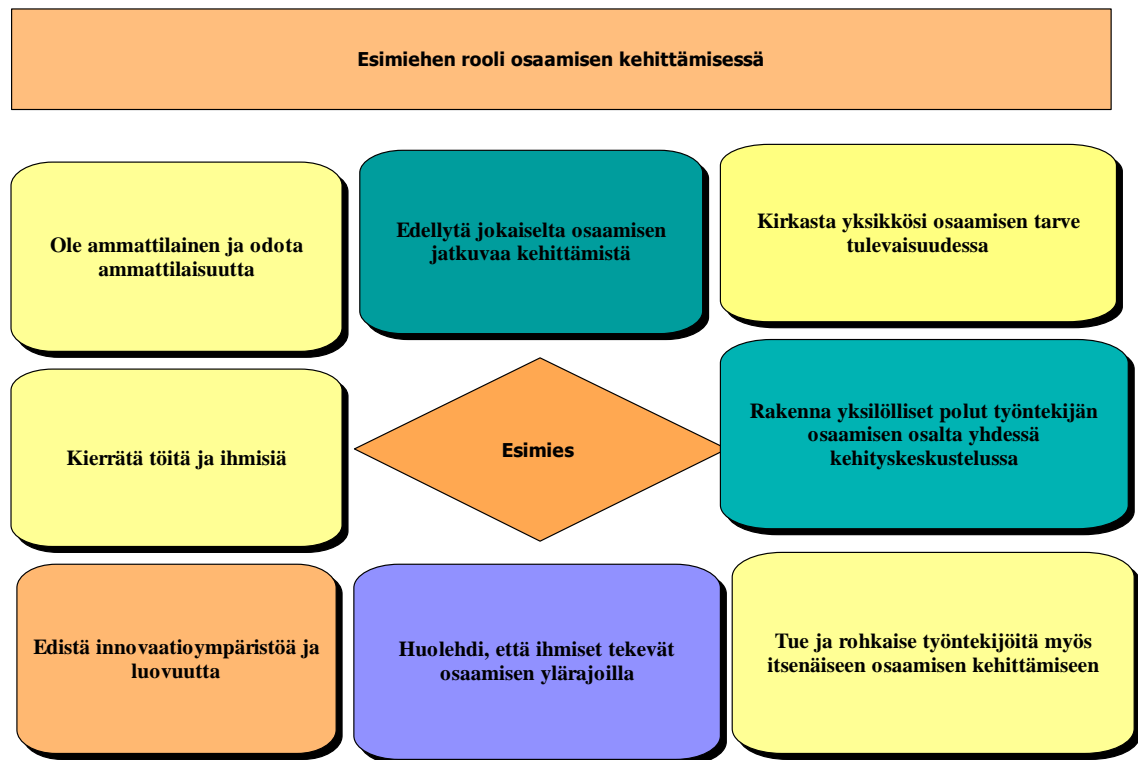 Esimiehen rooli osaamisen kehittämisessä
Ole ammattilainen ja odota
ammattilaisuutta
Edellytä jokaiselta osaamisen
jatkuvaa kehittämistä
Kirkasta yksikkösi osaamisen tarve
tulevaisuudessa
Kierrätä töitä ja ihmisiä
Esimies
Rakenna yksilölliset polut työntekijän
osaamisen osalta yhdessä
kehityskeskustelussa
Edistä innovaatioympäristöä ja
luovuutta
Huolehdi, että ihmiset tekevät
osaamisen ylärajoilla
Tue ja rohkaise työntekijöitä myös
itsenäiseen osaamisen kehittämiseen